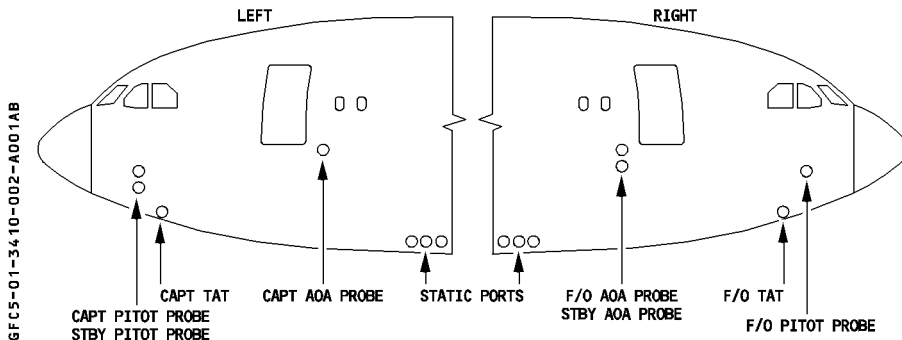 LEFT
RIGHT
GFC5-01-3410-002-A001AB
CAPT TAT
CAPT AOA PROBE
STATIC PORTS
F/O AOA PROBE
STBY AOA PROBE
F/O TAT
CAPT PITOT PROBE
STBY PITOT PROBE
F/O PITOT PROBE